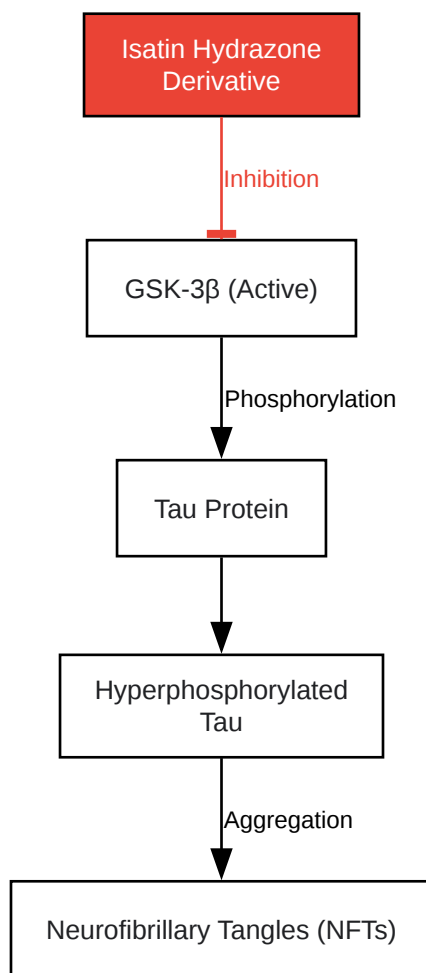 Isatin Hydrazone
Derivative
Inhibition
GSK-3β (Active)
Phosphorylation
Tau Protein
Hyperphosphorylated
Tau
Aggregation
Neurofibrillary Tangles (NFTs)